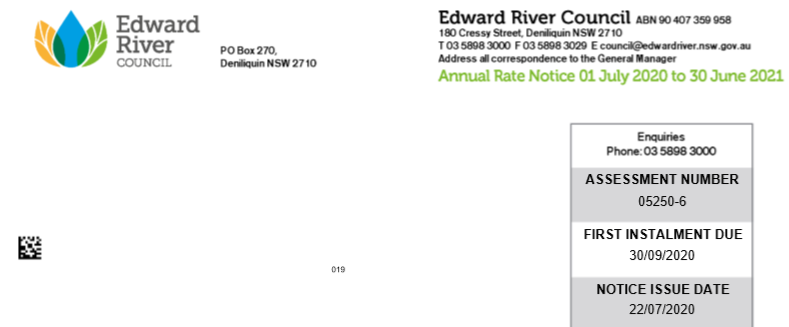 Edward
River
COUNCIL
PO Box 270,
Deniliquin NSW 2710
Edward River Council ABN 90 407 359 958
180 Cressy Street, Deniliquin NSW 2710
T 03 5898 3000 F 03 5898 3029 E council@edwardriver.nsw.gov.au
Address all correspondence to the General Manager
Annual Rate Notice 01 July 2020 to 30 June 2021
Enquiries
Phone: 03 5898 3000
ASSESSMENT NUMBER
05250-6
FIRST INSTALMENT DUE
30/09/2020
NOTICE ISSUE DATE
22/07/2020
019